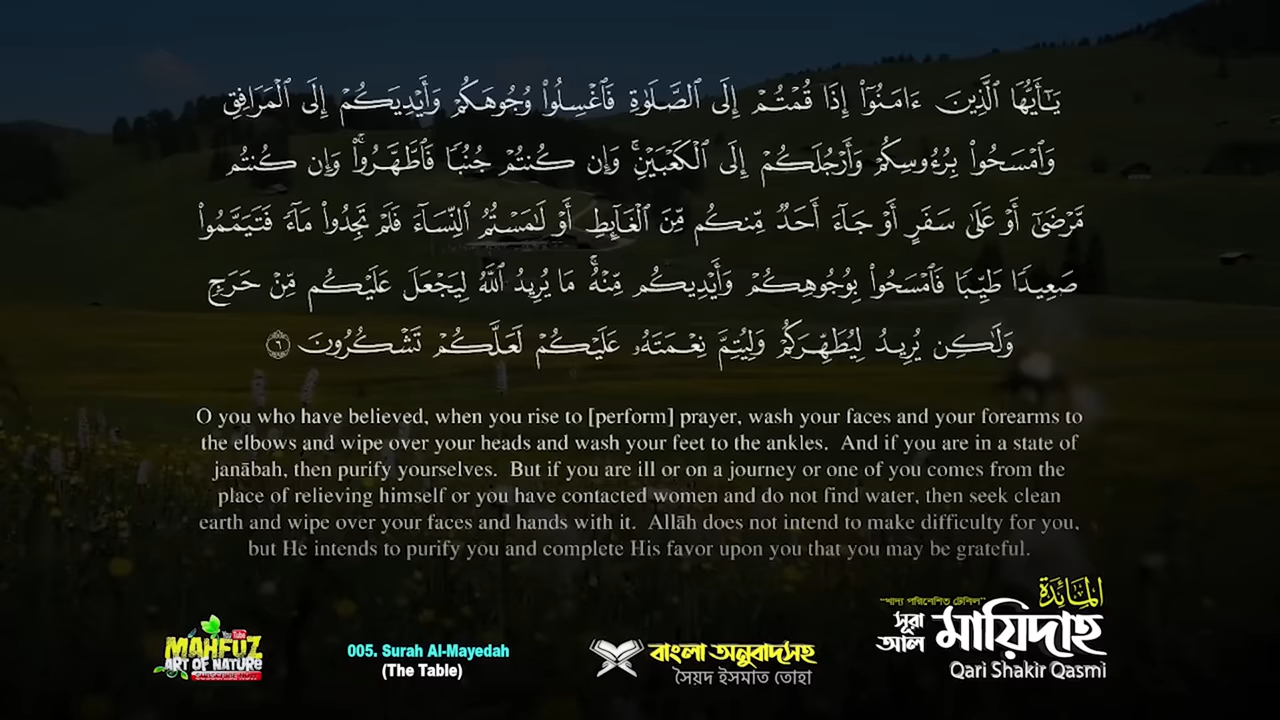 يَٰٓأَيُّهَا ٱلَّذِينَ ءَامَنُوٓا۟ إِذَا قُمْتُمْ إِلَى ٱلصَّلَوٰةِ فَٱغْسِلُوا۟ وُجُوهَكُمْ وَأَيْدِيَكُمْ إِلَى ٱلْمَرَافِقِ
وَٱمْسَحُوا۟ بِرُءُوسِكُمْ وَأَرْجُلَكُمْ إِلَى ٱلْكَعْبَيْنِ ۚ وَإِن كُنتُمْ جُنُبًا فَٱطَّهَّرُوا۟ ۚ وَإِن كُنتُم
مَّرْضَىٰٓ أَوْ عَلَىٰ سَفَرٍ أَوْ جَآءَ أَحَدٌ مِّنكُم مِّنَ ٱلْغَآئِطِ أَوْ لَٰمَسْتُمُ ٱلنِّسَآءَ فَلَمْ تَجِدُوا۟ مَآءً فَتَيَمَّمُوا۟
صَعِيدًا طَيِّبًا فَٱمْسَحُوا۟ بِوُجُوهِكُمْ وَأَيْدِيكُم مِّنْهُ ۚ مَا يُرِيدُ ٱللَّهُ لِيَجْعَلَ عَلَيْكُم مِّنْ حَرَجٍ
وَلَٰكِن يُرِيدُ لِيُطَهِّرَكُمْ وَلِيُتِمَّ نِعْمَتَهُۥ عَلَيْكُمْ لَعَلَّكُمْ تَشْكُرُونَ ٦
O you who have believed, when you rise to [perform] prayer, wash your faces and your forearms to
the elbows and wipe over your heads and wash your feet to the ankles.  And if you are in a state of
janābah, then purify yourselves.  But if you are ill or on a journey or one of you comes from the
place of relieving himself or you have contacted women and do not find water, then seek clean
earth and wipe over your faces and hands with it.  Allāh does not intend to make difficulty for you,
but He intends to purify you and complete His favor upon you that you may be grateful.
MAHFUZ
YouTube
ART OF NATURE
SUBSCRIBE NOW
005. Surah Al-Mayedah
(The Table)
বাংলা অনুবাদসহ
সৈয়দ ইসমাত তোহা
المائدة
"খাদ্য পরিবেশিত টেবিল"
সূরা আল মায়িদাহ
Qari Shakir Qasmi